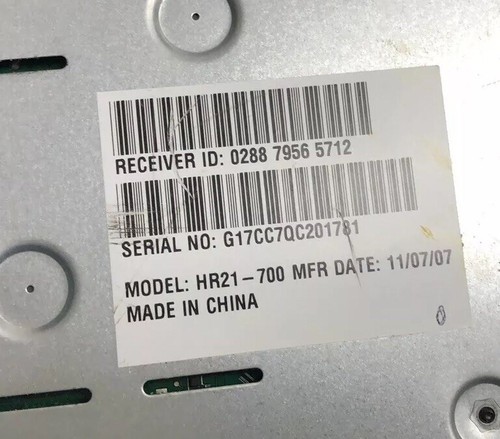 RECEIVER ID: 0288 7956 5712
SERIAL NO: G17CC7QC201781
MODEL: HR21-700 MFR DATE: 11/07/07
MADE IN CHINA